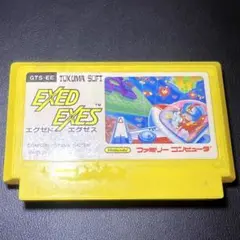 GTS-EE TOKUMA SOFT
EXED
EXES
TM
エグゼド エグゼス
Nintendo ファミリー コンピュータ